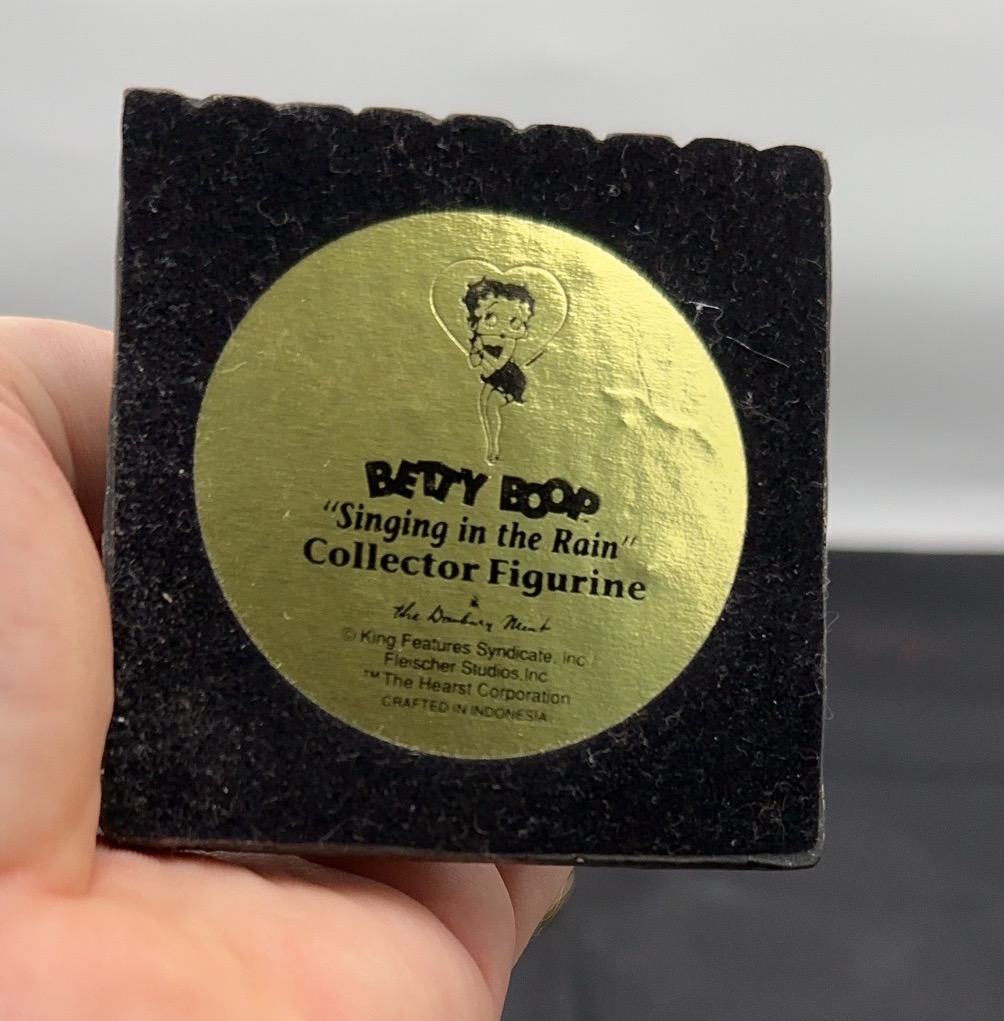 BETTY BOOP
"Singing in the Rain"
Collector Figurine
the Danbury Mint
© King Features Syndicate, Inc.
Fleischer Studios, Inc.
™ The Hearst Corporation
CRAFTED IN INDONESIA